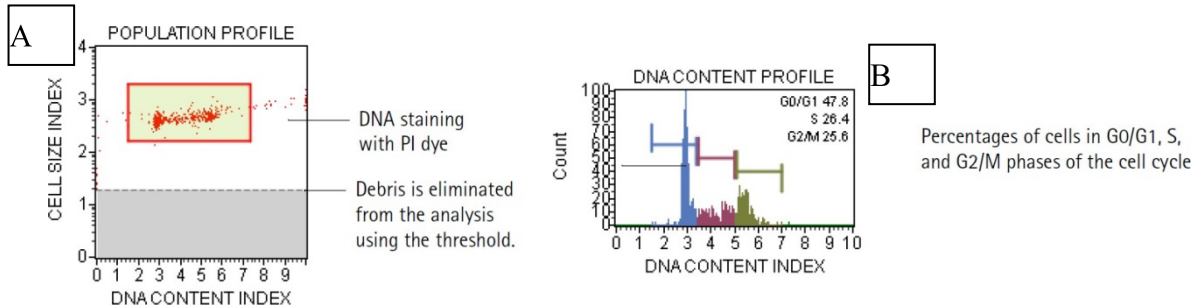 A
POPULATION PROFILE
CELL SIZE INDEX
4
3
2
1
0
0 1 2 3 4 5 6 7 8 9
DNA CONTENT INDEX
DNA staining
with PI dye
Debris is eliminated
from the analysis
using the threshold.
B
DNA CONTENT PROFILE
G0/G1 47.8
S 26.4
G2/M 25.6
Count
100
90
80
70
60
50
40
30
20
10
0
0 1 2 3 4 5 6 7 8 9 10
DNA CONTENT INDEX
Percentages of cells in G0/G1, S,
and G2/M phases of the cell cycle